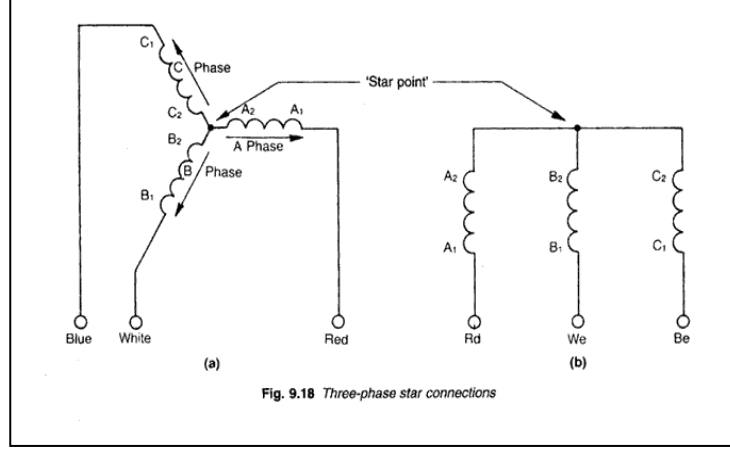 C1
C Phase
C2
'Star point'
A2 A1
A Phase
B2
B Phase
B1
A2 B2 C2
A1 B1 C1
Blue White Red Rd We Be
(a) (b)
Fig. 9.18 Three-phase star connections